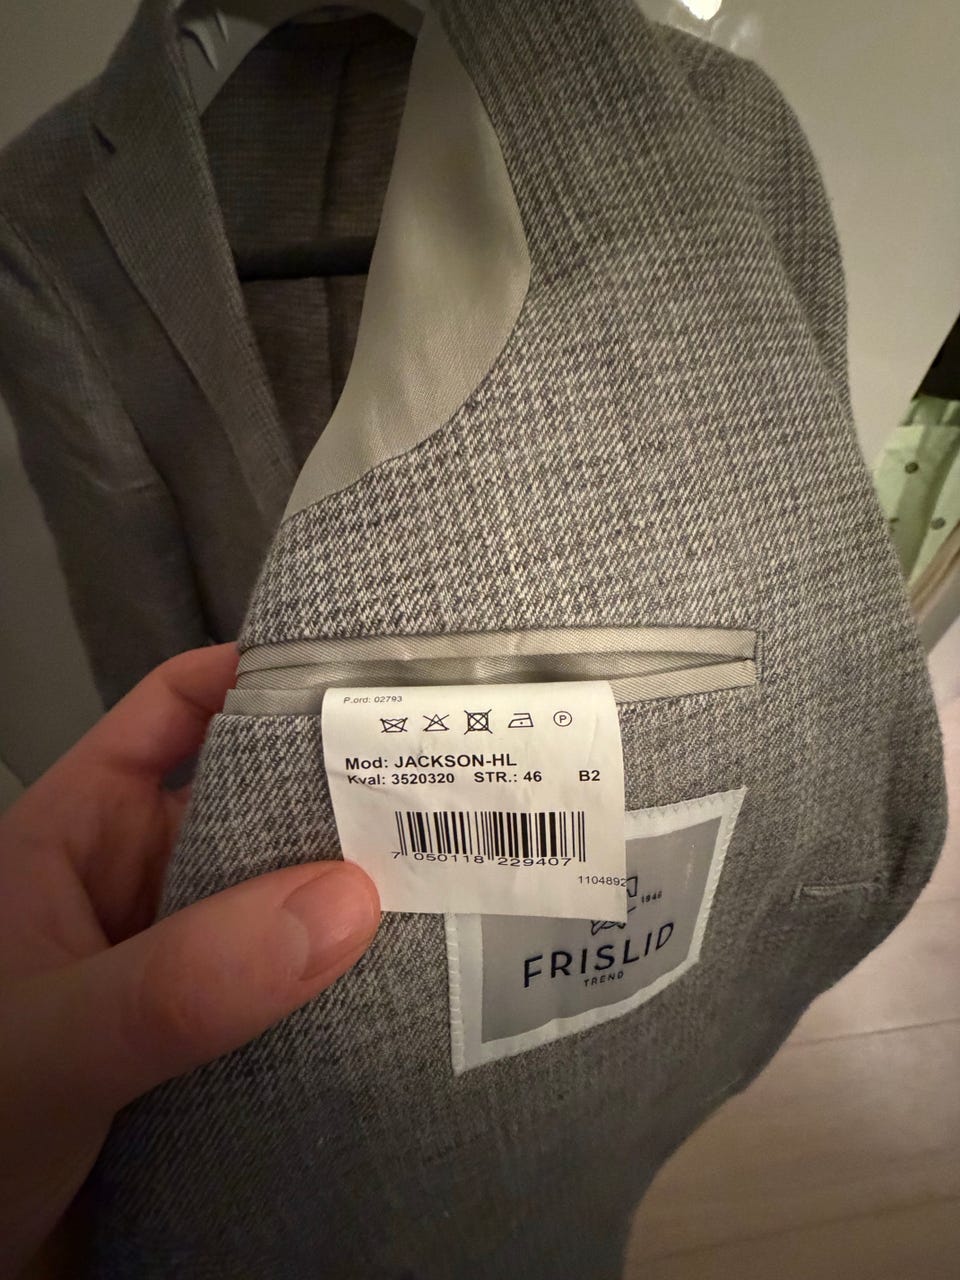 P.ord: 02793
P
Mod: JACKSON-HL
Kval: 3520320 STR.: 46 B2
7 050118 229407
1104892
1946
FRISLID
TREND